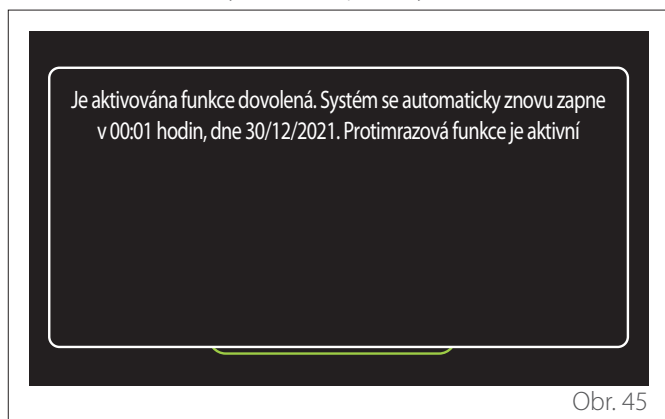 Je aktivována funkce dovolená. Systém se automaticky znovu zapne
v 00:01 hodin, dne 30/12/2021. Protimrazová funkce je aktivní
Obr. 45